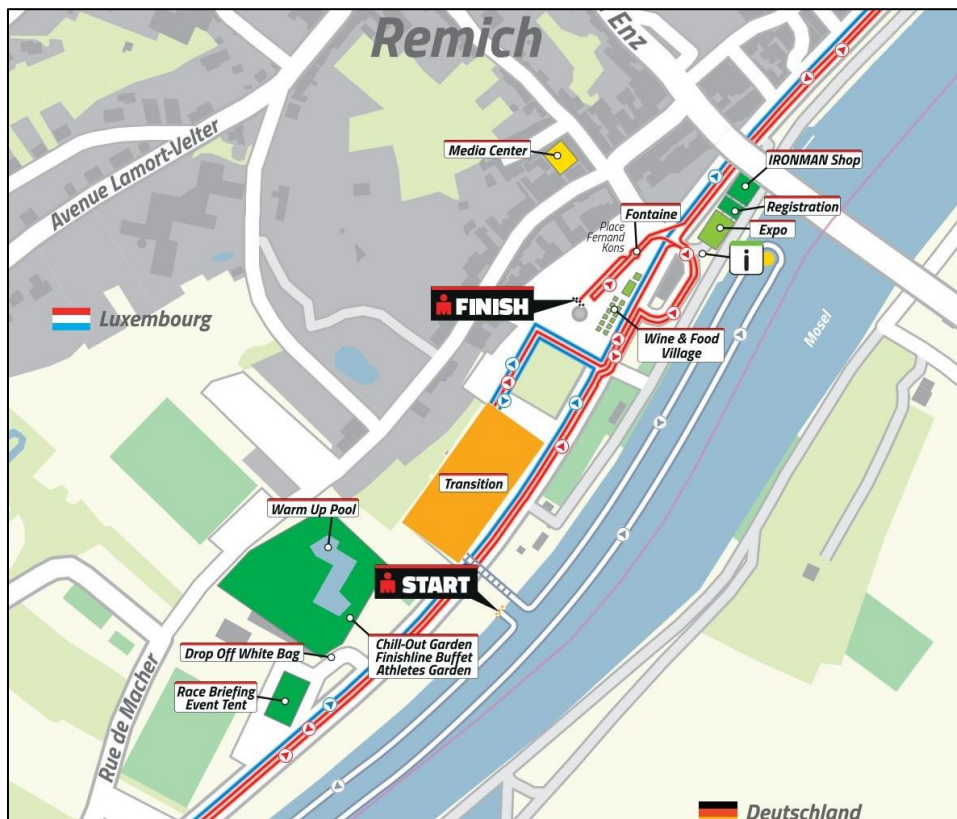 Remich
Enz
Avenue Lamort-Velter
Media Center
IRONMAN Shop
Registration
Fontaine
Expo
Place
Fernand
Kons
i
FINISH
Luxembourg
Wine & Food
Village
Mosel
Transition
Warm Up Pool
START
Chill-Out Garden
Finishline Buffet
Athletes Garden
Drop Off White Bag
Race Briefing
Event Tent
Rue de Macher
Deutschland